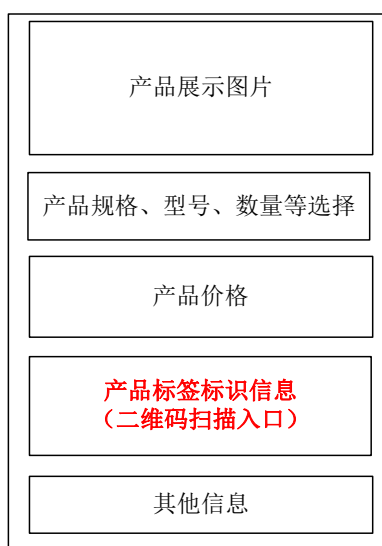 产品展示图片
产品规格、型号、数量等选择
产品价格
产品标签标识信息
（二维码扫描入口）
其他信息